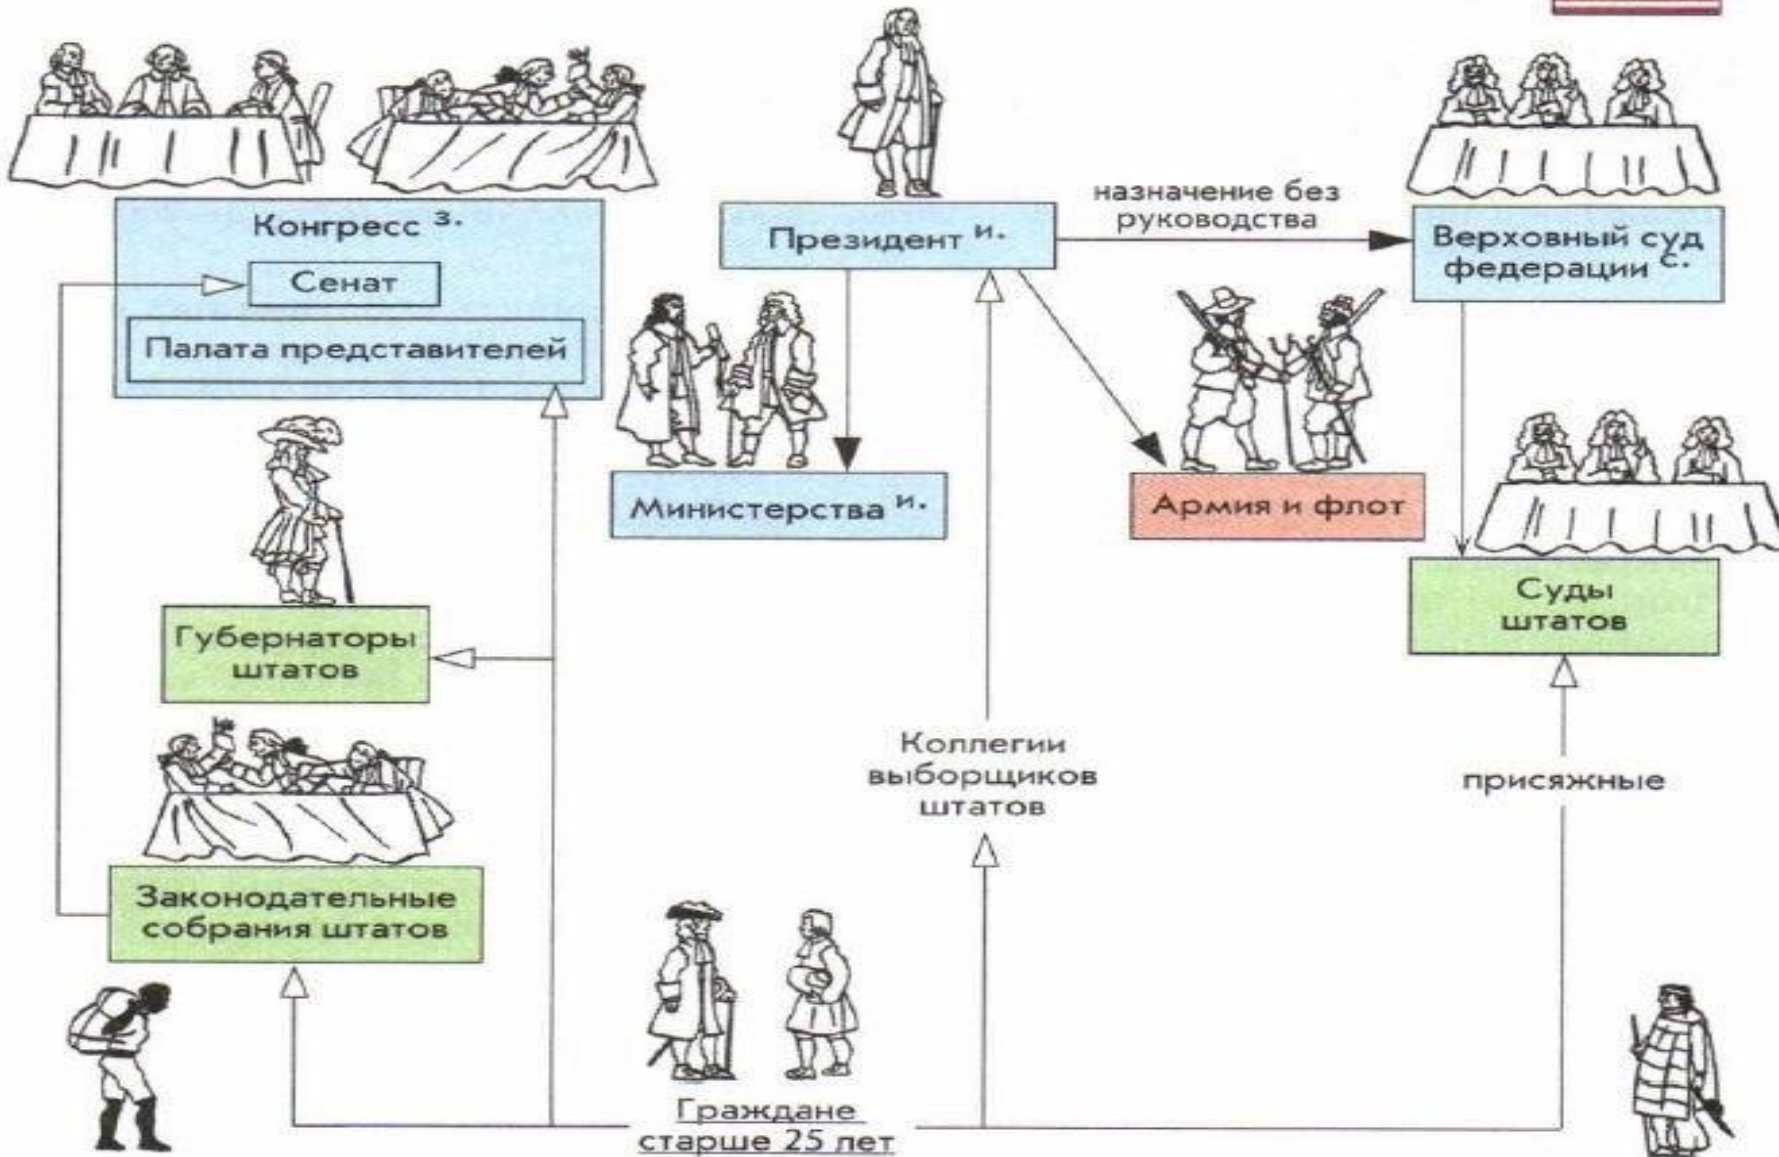 Конгресс з.
Сенат
Палата представителей
Президент и.
назначение без
руководства
Верховный суд
федерации с.
Министерства и.
Армия и флот
Губернаторы
штатов
Суды
штатов
Коллегии
выборщиков
штатов
присяжные
Законодательные
собрания штатов
Граждане
старше 25 лет